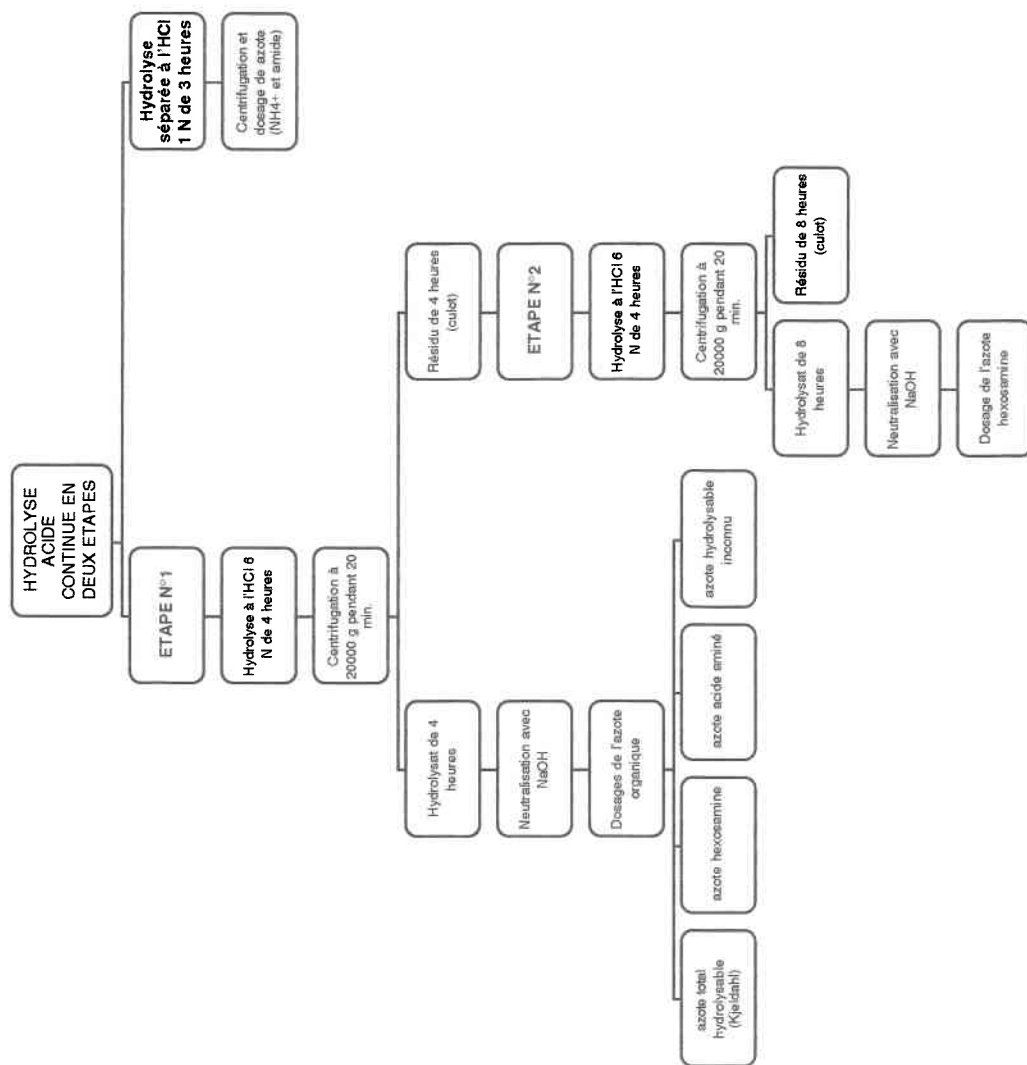 HYDROLYSE
ACIDE
CONTINUE EN
DEUX ETAPES
ETAPE N°1
Hydrolyse à l'HCl 6
N de 4 heures
Centrifugation à
20000 g pendant 20
min.
Hydrolysat de 4
heures
Neutralisation avec
NaOH
Dosages de l'azote
organique
azote total
hydrolysable
(Kjeldahl)
azote hexosamine
azote acide aminé
azote hydrolysable
inconnu
Résidu de 4 heures
(culot)
ETAPE N°2
Hydrolyse à l'HCl 6
N de 4 heures
Centrifugation à
20000 g pendant 20
min.
Hydrolysat de 8
heures
Neutralisation avec
NaOH
Dosage de l'azote
hexosamine
Résidu de 8 heures
(culot)
Hydrolyse
séparée à l'HCl
1 N de 3 heures
Centrifugation et
dosage de azote
(NH4+ et amide)